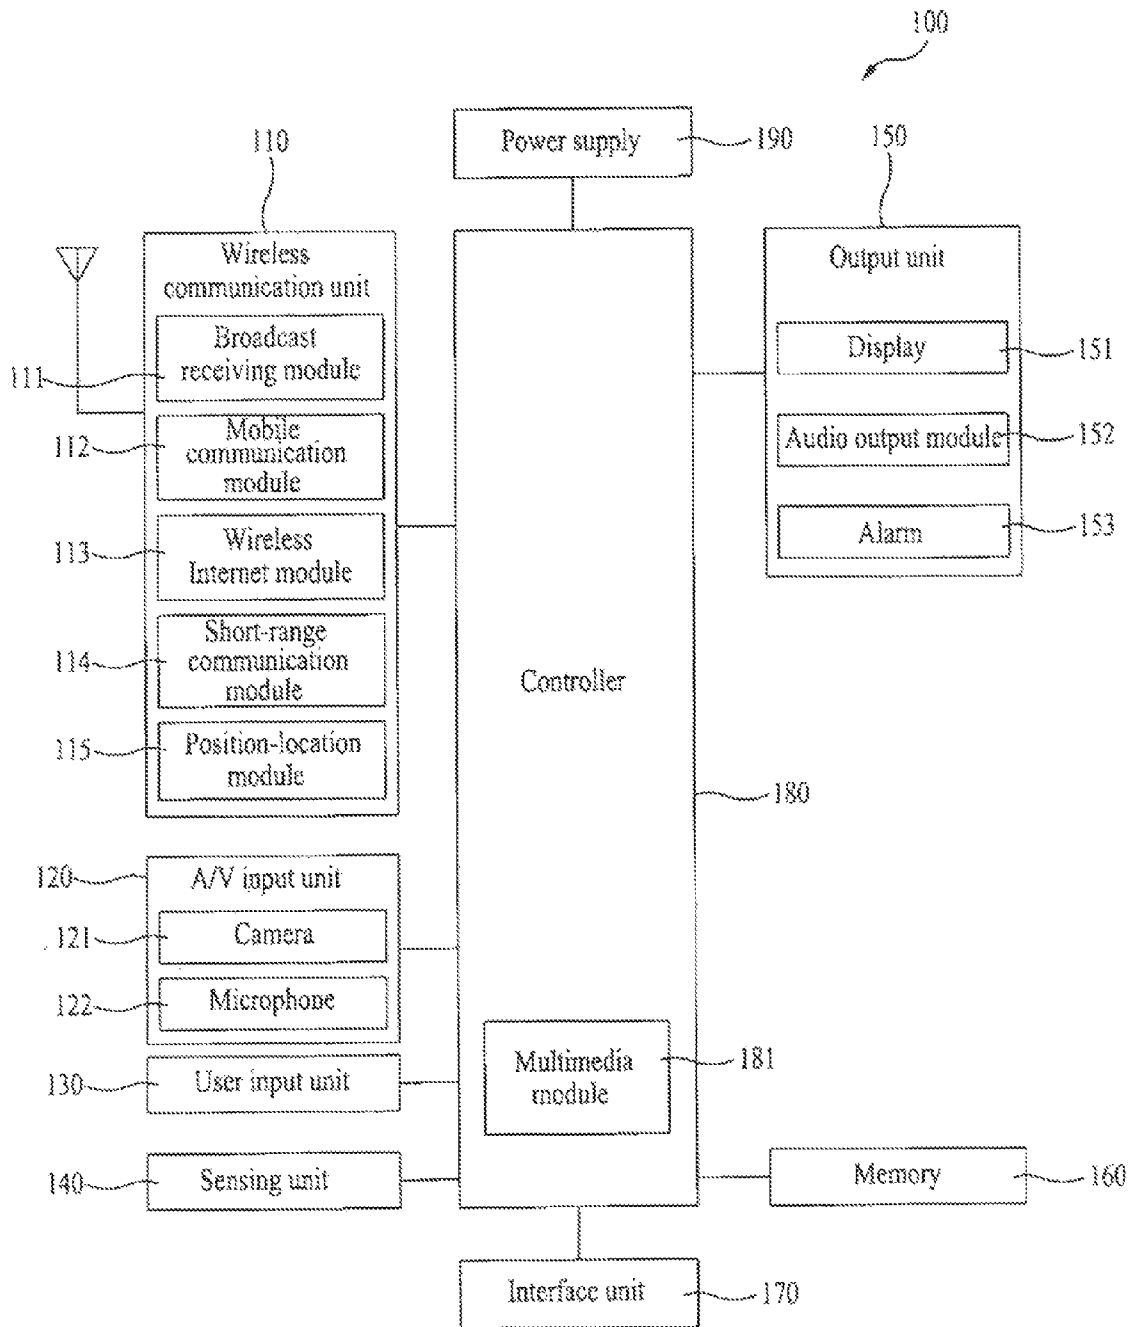 100
Power supply
190
110
150
Wireless
communication unit
Broadcast
receiving module
111
Mobile
communication
module
112
Wireless
Internet module
113
Short-range
communication
module
114
Position-location
module
115
Output unit
Display
151
Audio output module
152
Alarm
153
Controller
180
120
A/V input unit
121
Camera
122
Microphone
130
User input unit
Multimedia
module
181
140
Sensing unit
Memory
160
Interface unit
170